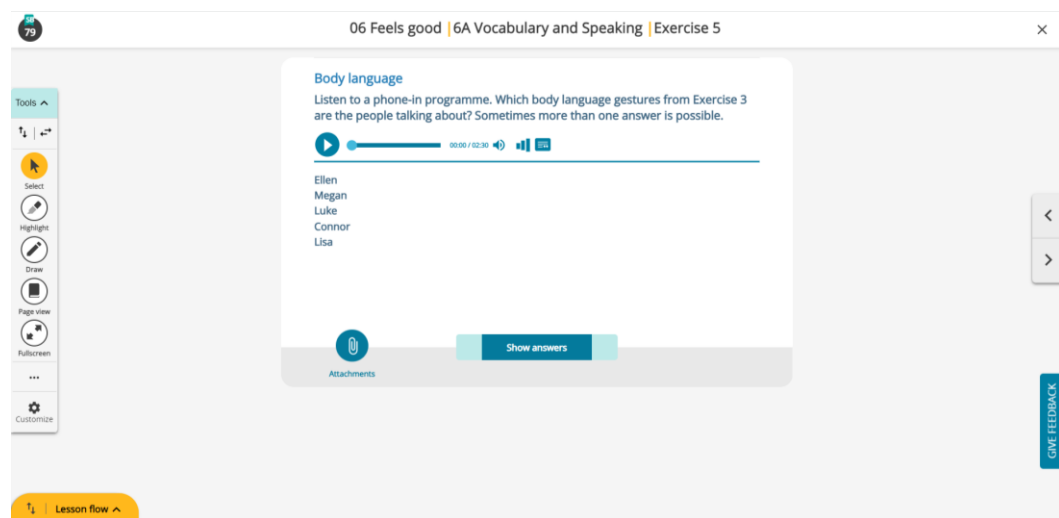 SB
79
06 Feels good | 6A Vocabulary and Speaking | Exercise 5
Tools
Select
Highlight
Draw
Page view
Fullscreen
Customize
Body language
Listen to a phone-in programme. Which body language gestures from Exercise 3
are the people talking about? Sometimes more than one answer is possible.
00:00 / 02:30
Ellen
Megan
Luke
Connor
Lisa
Attachments
Show answers
GIVE FEEDBACK
Lesson flow